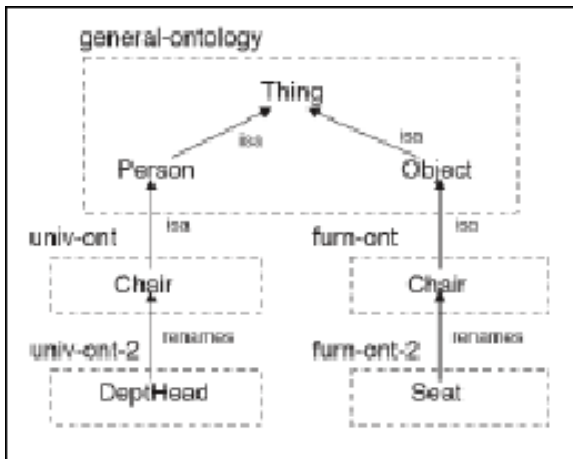 general-ontology
Thing
isa isa
Person Object
isa isa
univ-ont furn-ont
Chair Chair
renames renames
univ-ont-2 furn-ont-2
DeptHead Seat